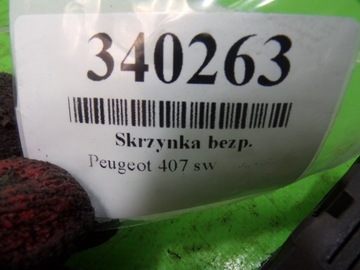 340263
Skrzynka bezp.
Peugeot 407 sw